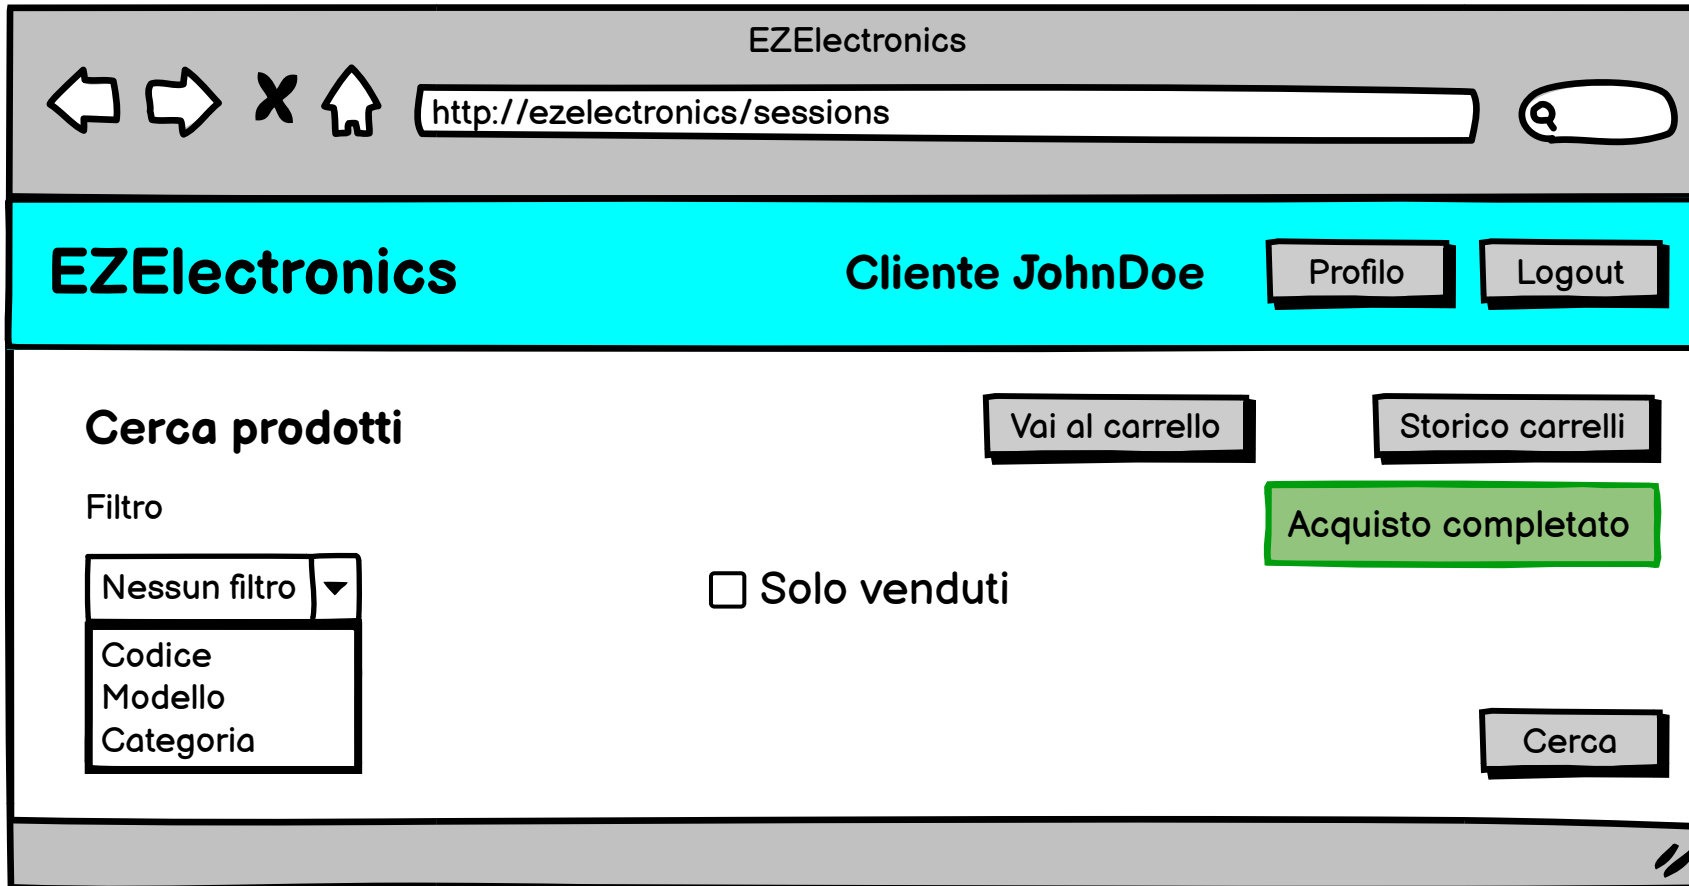 EZElectronics
http://ezelectronics/sessions
EZElectronics
Cliente JohnDoe
Profilo
Logout
Cerca prodotti
Vai al carrello
Storico carrelli
Filtro
Acquisto completato
Nessun filtro
Solo venduti
Codice
Modello
Categoria
Cerca